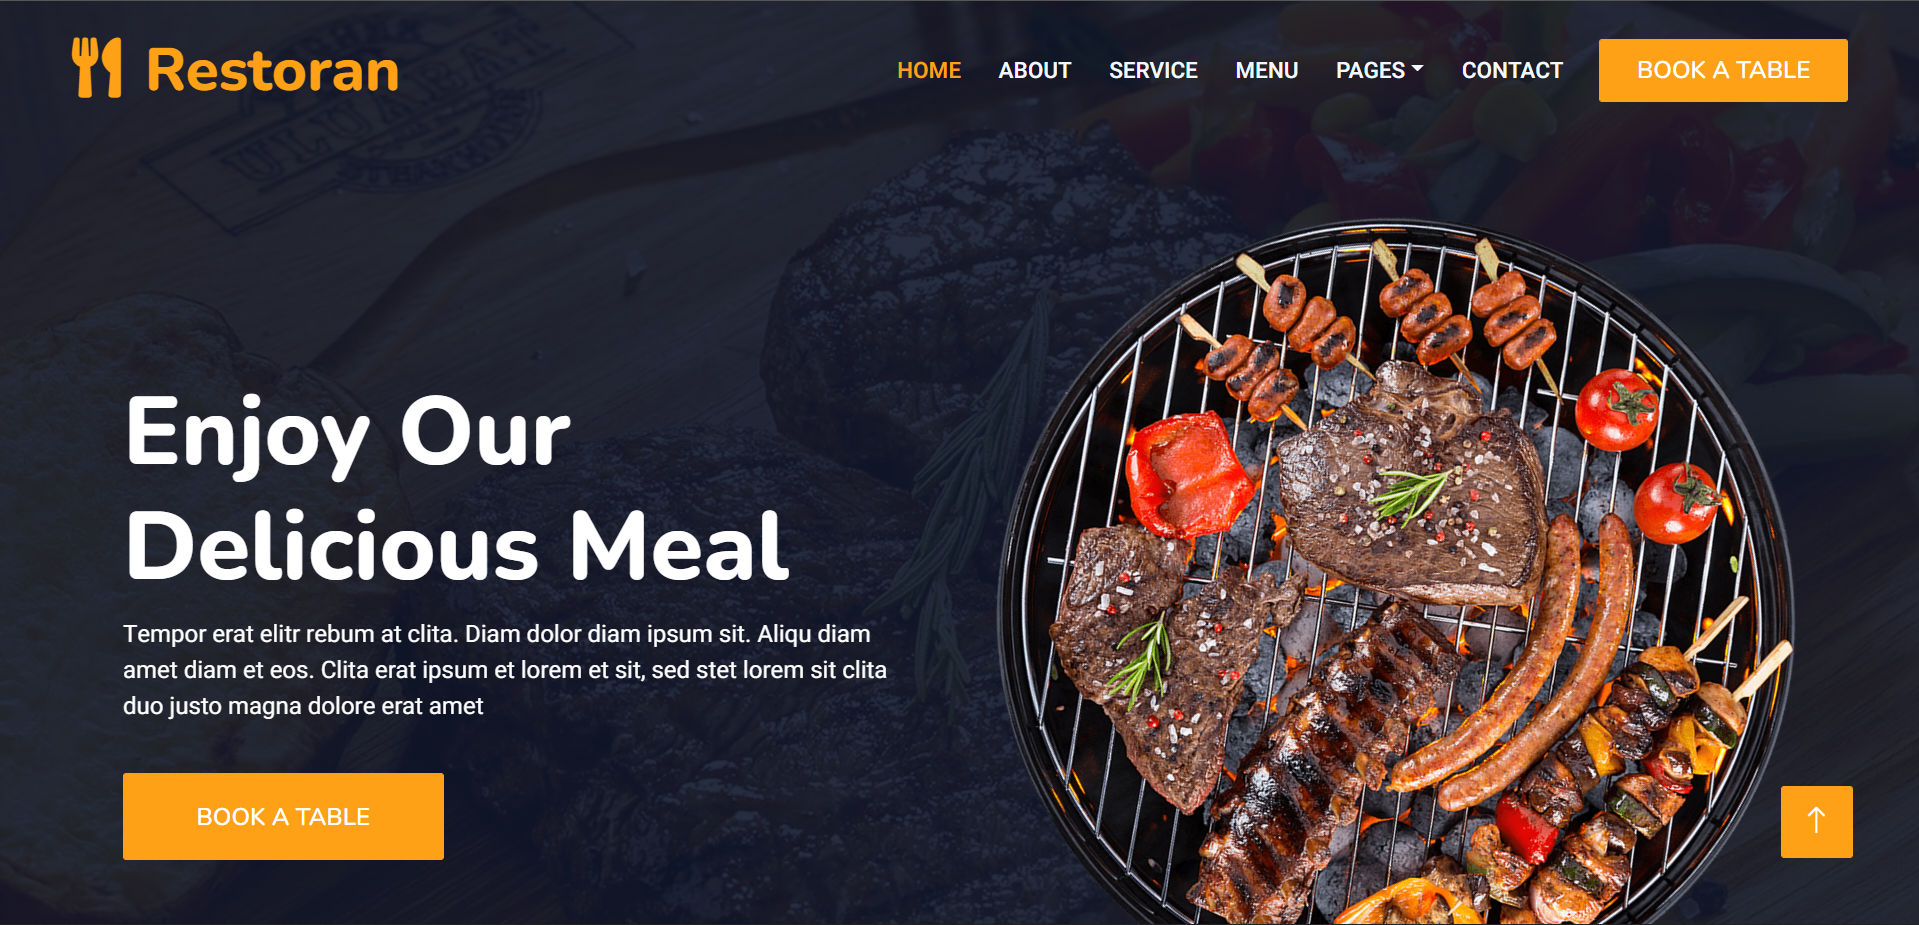 Restoran
HOME ABOUT SERVICE MENU PAGES CONTACT BOOK A TABLE
Enjoy Our
Delicious Meal
Tempor erat elitr rebum at clita. Diam dolor diam ipsum sit. Aliqu diam
amet diam et eos. Clita erat ipsum et lorem et sit, sed stet lorem sit clita
duo justo magna dolore erat amet
BOOK A TABLE